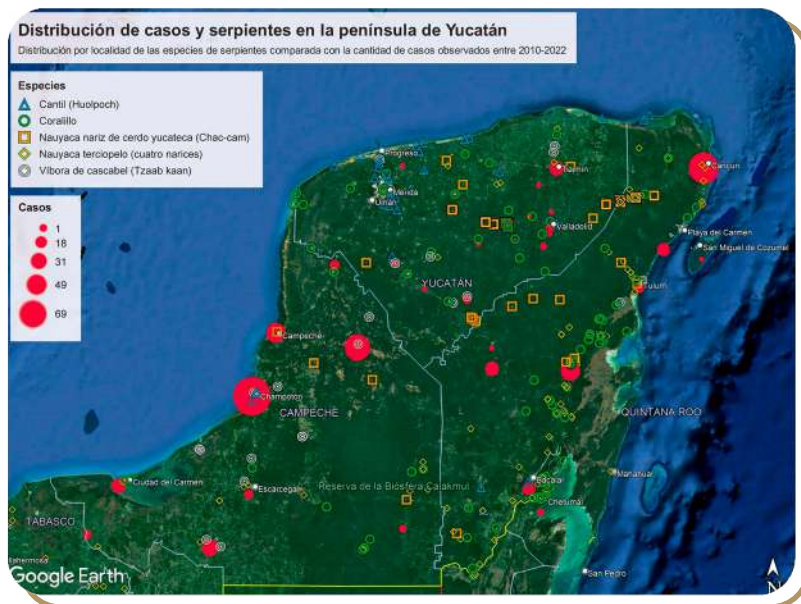 Distribución de casos y serpientes en la península de Yucatán
Distribución por localidad de las especies de serpientes comparada con la cantidad de casos observados entre 2010-2022
Especies
Cantil (Huolpoch)
Coralillo
Nauyaca nariz de cerdo yucateca (Chac-cam)
Nauyaca terciopelo (cuatro narices)
Víbora de cascabel (Tzaab kaan)
Casos
1
18
31
49
69
Progreso
Mérida
Umán
Tizimín
Cancún
Valladolid
Playa del Carmen
San Miguel de Cozumel
YUCATÁN
Tulum
Campeche
Champotón
CAMPECHE
QUINTANA ROO
Ciudad del Carmen
Escárcega
Reserva de la Biósfera Calakmul
Bacalar
Mahahual
Chetumal
TABASCO
San Pedro
Google Earth
N